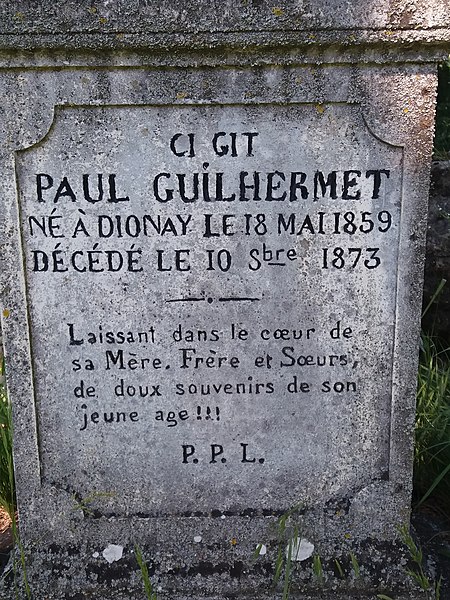 CI GIT
PAUL GUILHERMET
NÉ À DIONAY LE 18 MAI 1859
DÉCÉDÉ LE 10 Sbre 1873
Laissant dans le cœur de
sa Mère. Frère et Sœurs,
de doux souvenirs de son
jeune age!!!
P. P. L.